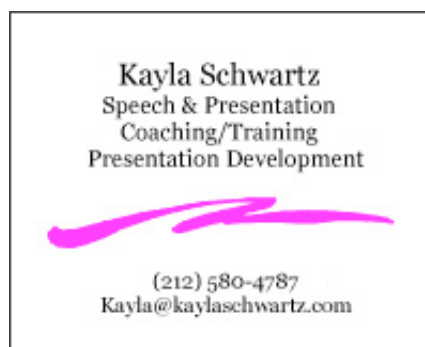 Kayla Schwartz
Speech & Presentation
Coaching/Training
Presentation Development
(212) 580-4787
Kayla@kaylaschwartz.com